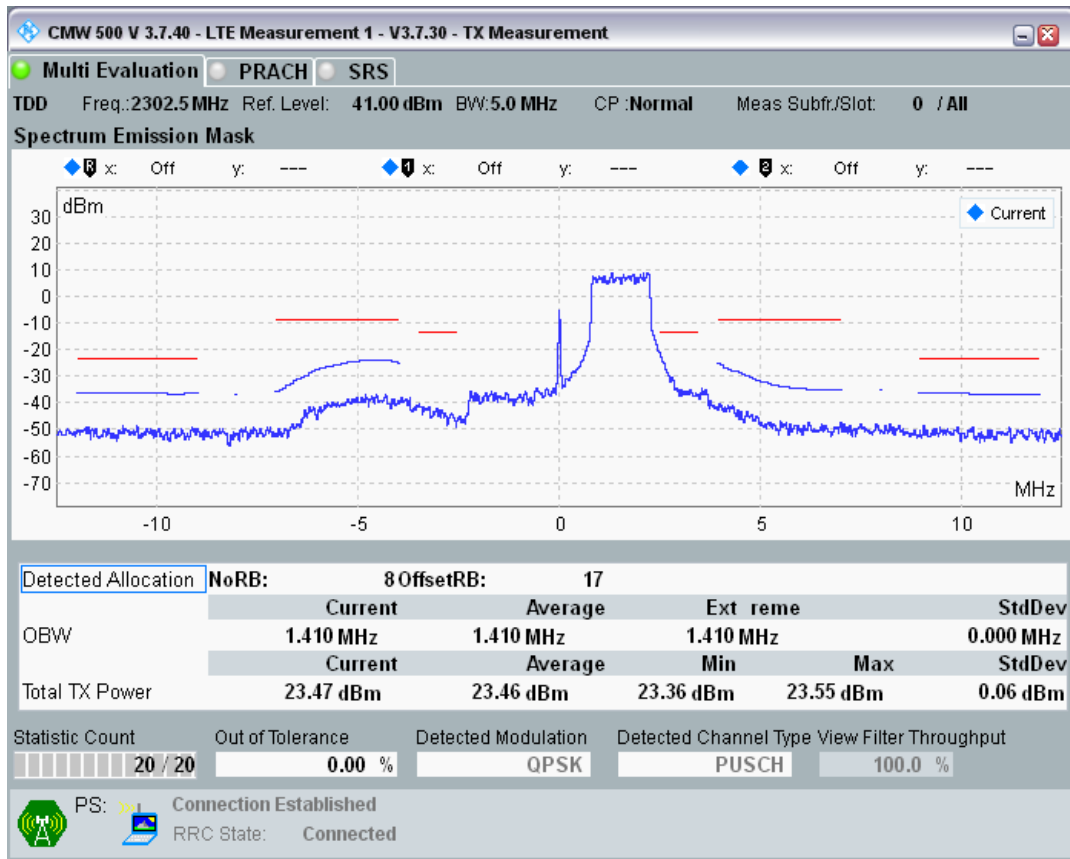 CMW 500 V 3.7.40 - LTE Measurement 1 - V3.7.30 - TX Measurement
Multi Evaluation PRACH SRS
TDD Freq.:2302.5 MHz Ref. Level: 41.00 dBm BW:5.0 MHz CP :Normal Meas Subfr./Slot: 0 / All
Spectrum Emission Mask
R x: Off y: --- 1 x: Off y: --- 2 x: Off y: ---
dBm
Current
30
20
10
0
-10
-20
-30
-40
-50
-60
-70
MHz
-10 -5 0 5 10
Detected Allocation NoRB: 8 OffsetRB: 17
Current Average Ext reme StdDev
OBW 1.410 MHz 1.410 MHz 1.410 MHz 0.000 MHz
Current Average Min Max StdDev
Total TX Power 23.47 dBm 23.46 dBm 23.36 dBm 23.55 dBm 0.06 dBm
Statistic Count Out of Tolerance Detected Modulation Detected Channel Type View Filter Throughput
20 / 20 0.00 % QPSK PUSCH 100.0 %
PS: Connection Established
RRC State: Connected